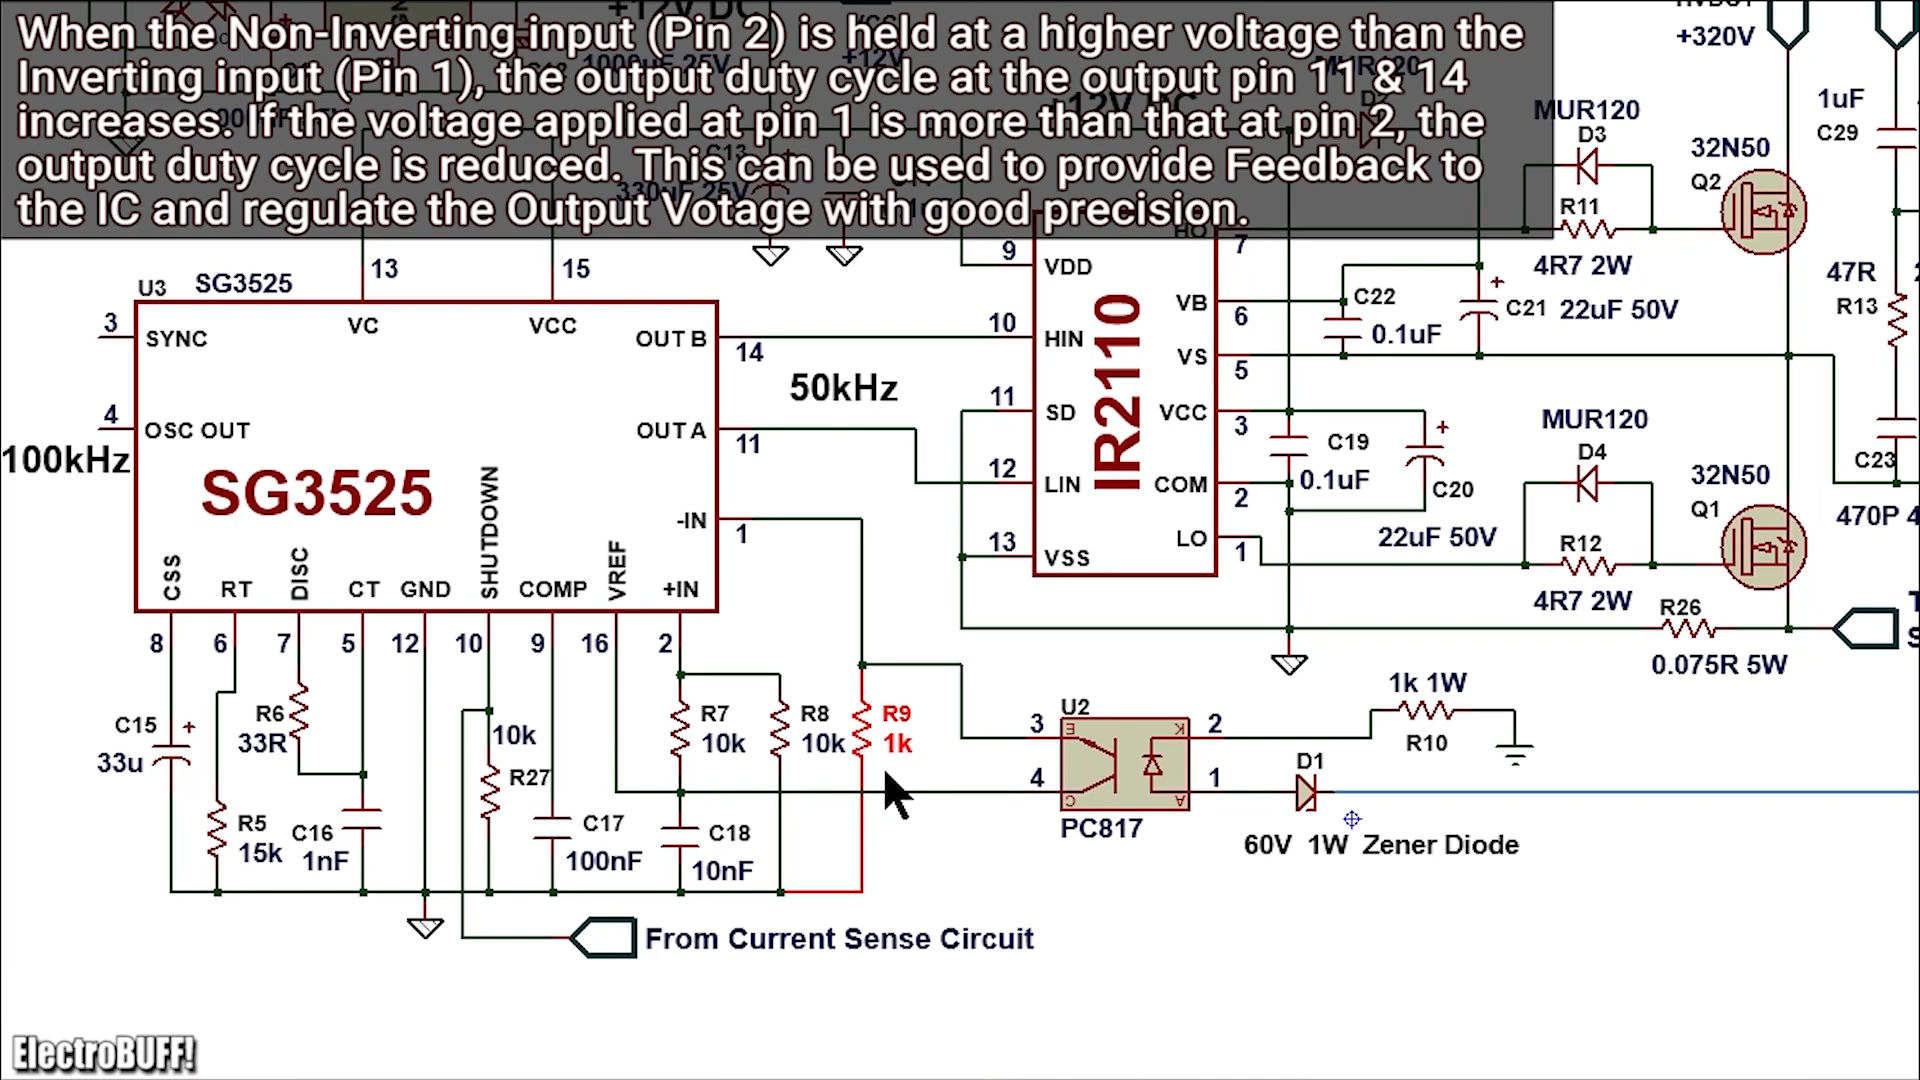 When the Non-Inverting input (Pin 2) is held at a higher voltage than the
Inverting input (Pin 1), the output duty cycle at the output pin 11 & 14
increases. If the voltage applied at pin 1 is more than that at pin 2, the
output duty cycle is reduced. This can be used to provide Feedback to
the IC and regulate the Output Votage with good precision.
+320V
1uF
C29
MUR120
D3
32N50
Q2
R11
4R7 2W
47R
R13
U3 SG3525
13
15
VC
VCC
3
SYNC
4
OSC OUT
100kHz
SG3525
OUT B
14
50kHz
OUT A
11
-IN
1
CSS
RT
DISC
CT
GND
SHUTDOWN
COMP
VREF
+IN
8
6
7
5
12
10
9
16
2
9
VDD
10
HIN
11
SD
12
LIN
13
VSS
IR2110
HO
7
VB
6
VS
5
VCC
3
COM
2
LO
1
C22
0.1uF
+
C21
22uF 50V
C19
0.1uF
+
C20
22uF 50V
MUR120
D4
32N50
Q1
R12
4R7 2W
C23
470P 4
R26
0.075R 5W
C15
+
33u
R6
33R
R5
15k
C16
1nF
10k
R27
C17
100nF
R7
10k
R8
10k
R9
1k
C18
10nF
U2
3
E
K
2
4
C
A
1
PC817
1k 1W
R10
D1
60V 1W Zener Diode
From Current Sense Circuit
ElectroBUFF!